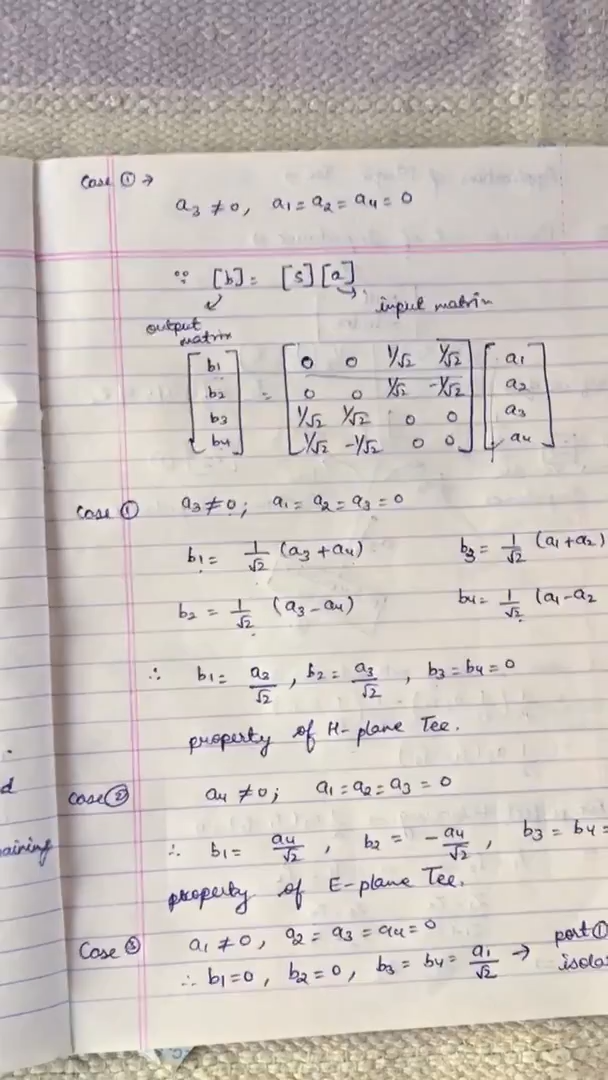 Case ① →
a3 ≠ 0, a1 = a2 = a4 = 0
∵ [b] = [s][a]
output matrix
input matrix
[b1] = [0 0 1/√2 1/√2] [a1]
[b2] [0 0 1/√2 -1/√2] [a2]
[b3] [1/√2 1/√2 0 0] [a3]
[b4] [1/√2 -1/√2 0 0] [a4]
Case ① a3 ≠ 0; a1 = a2 = a3 = 0
b1 = 1/√2 (a3 + a4) b3 = 1/√2 (a1 + a2)
b2 = 1/√2 (a3 - a4) b4 = 1/√2 (a1 - a2
∴ b1 = a3/√2, b2 = a3/√2, b3 = b4 = 0
property of H-plane Tee.
d
Case ② a4 ≠ 0; a1 = a2 = a3 = 0
aining
∴ b1 = a4/√2, b2 = -a4/√2, b3 = b4 =
property of E-plane Tee.
Case ③ a1 ≠ 0, a2 = a3 = a4 = 0
∴ b1 = 0, b2 = 0, b3 = b4 = a1/√2 → port ①
isola